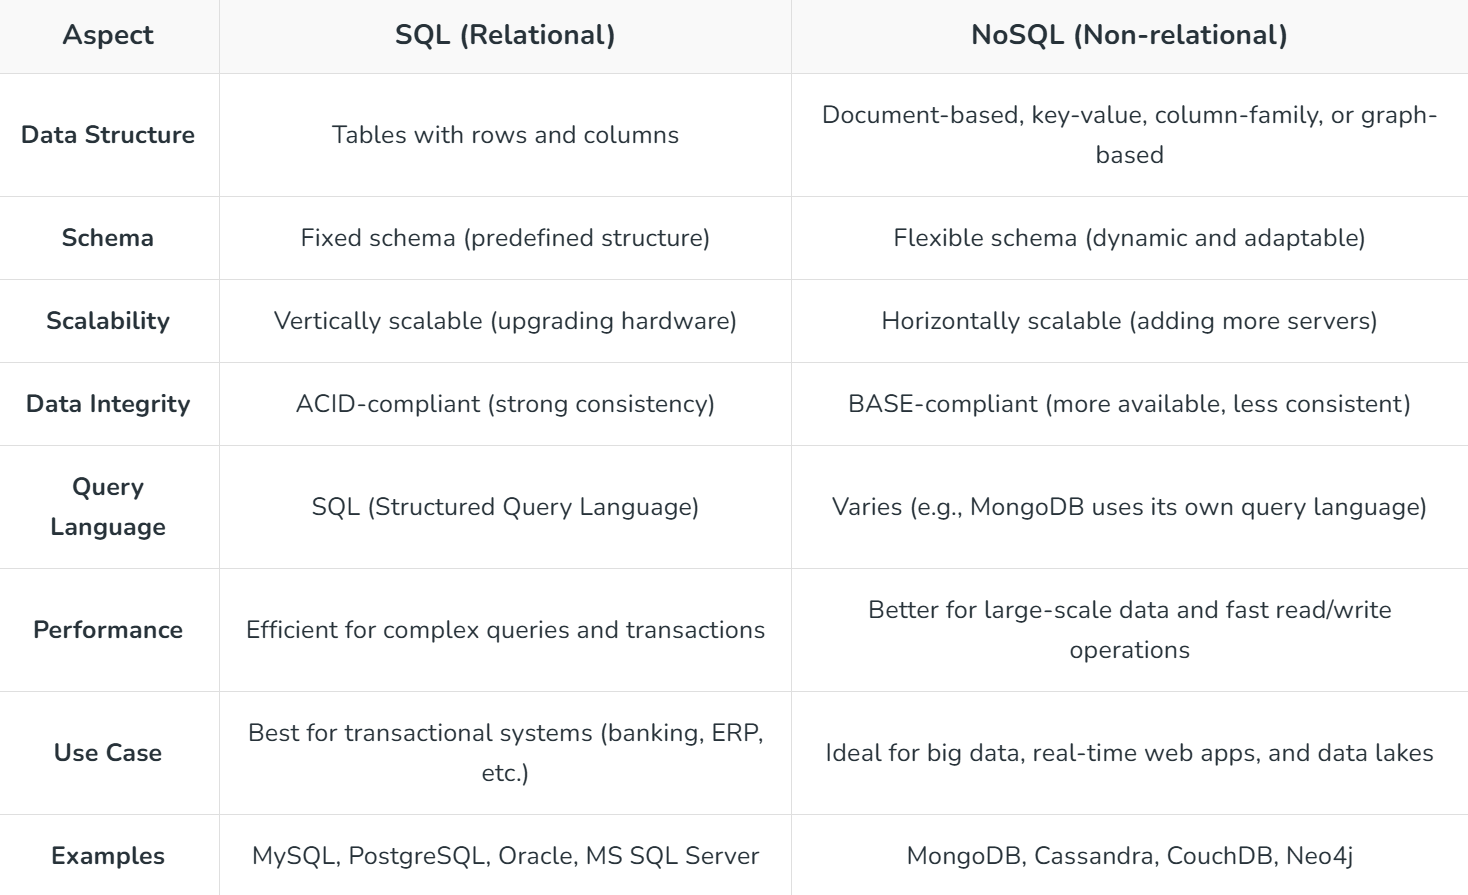 Aspect
SQL (Relational)
NoSQL (Non-relational)
Data Structure
Tables with rows and columns
Document-based, key-value, column-family, or graph-
based
Schema
Fixed schema (predefined structure)
Flexible schema (dynamic and adaptable)
Scalability
Vertically scalable (upgrading hardware)
Horizontally scalable (adding more servers)
Data Integrity
ACID-compliant (strong consistency)
BASE-compliant (more available, less consistent)
Query
Language
SQL (Structured Query Language)
Varies (e.g., MongoDB uses its own query language)
Performance
Efficient for complex queries and transactions
Better for large-scale data and fast read/write
operations
Use Case
Best for transactional systems (banking, ERP,
etc.)
Ideal for big data, real-time web apps, and data lakes
Examples
MySQL, PostgreSQL, Oracle, MS SQL Server
MongoDB, Cassandra, CouchDB, Neo4j